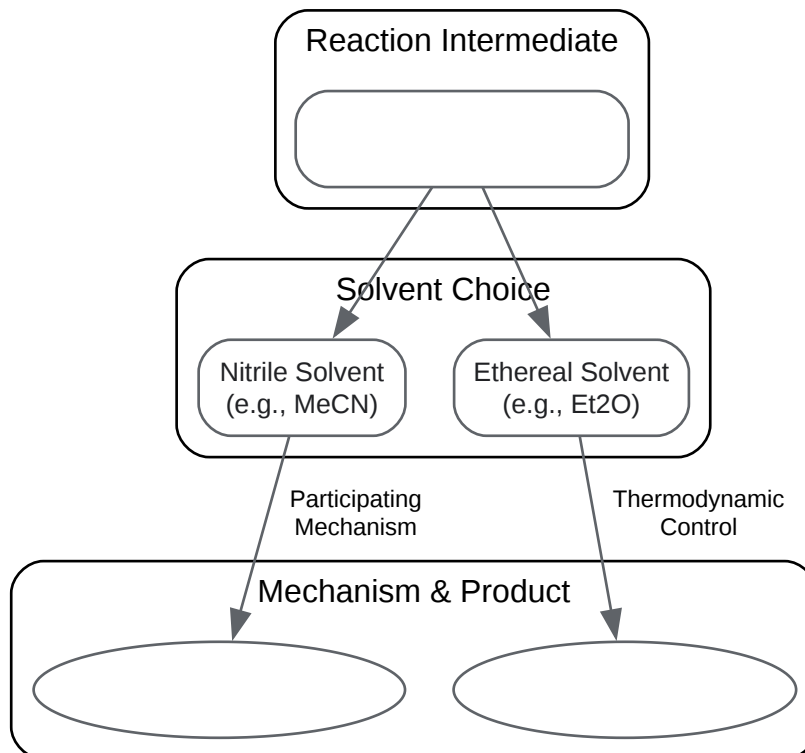 Reaction Intermediate
Solvent Choice
Nitrile Solvent
(e.g., MeCN)
Ethereal Solvent
(e.g., Et2O)
Participating
Mechanism
Thermodynamic
Control
Mechanism & Product